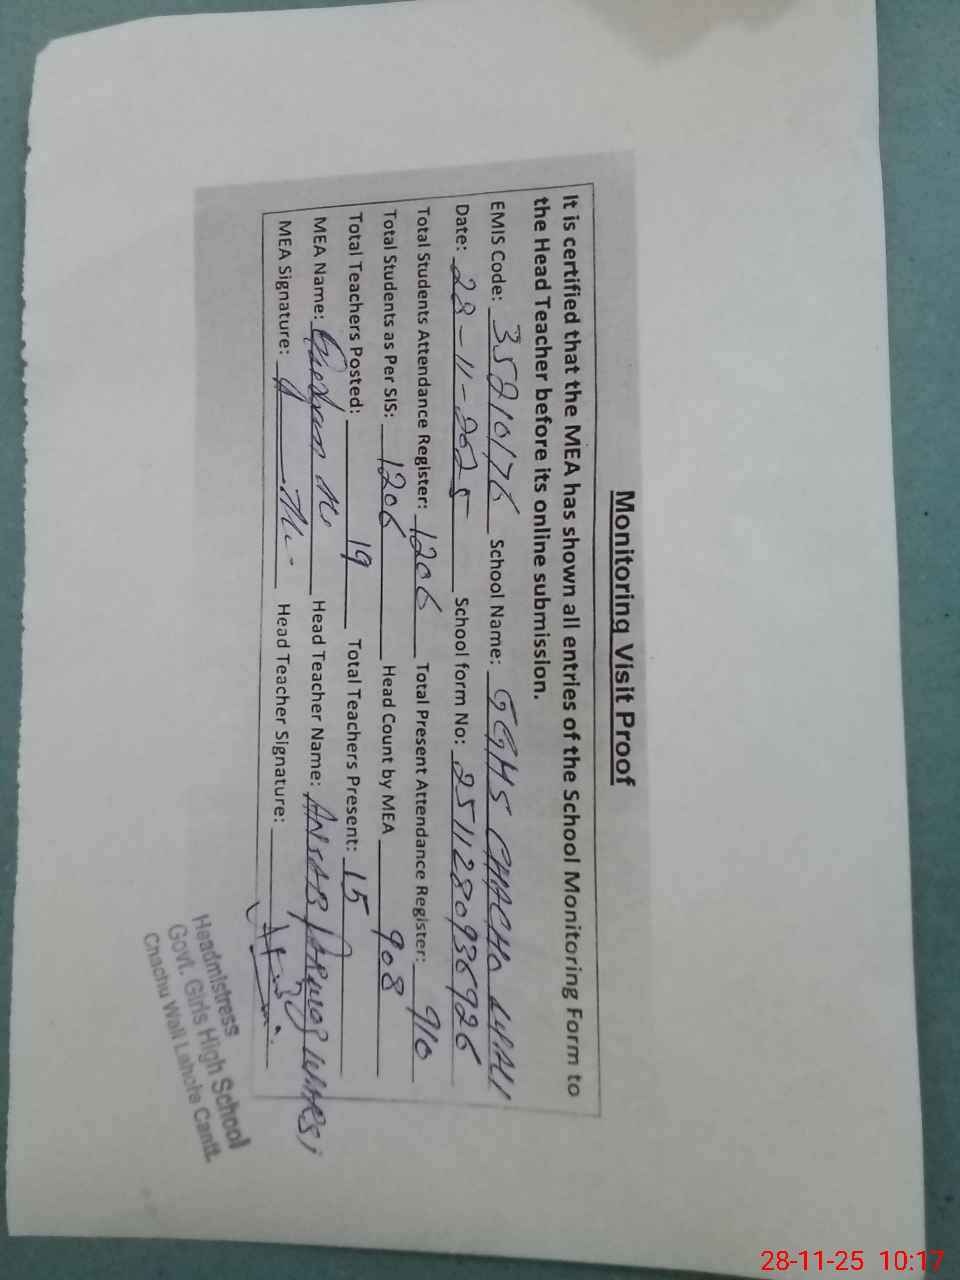 Monitoring Visit Proof
It is certified that the MEA has shown all entries of the School Monitoring Form to
the Head Teacher before its online submission.
EMIS Code: 35210176 School Name: GGHS CHACHO WALI
Date: 28-11-2025 School form No: 2511280936926
Total Students Attendance Register: 1206 Total Present Attendance Register: 910
Total Students as Per SIS: 1206 Head Count by MEA 908
Total Teachers Posted: 19 Total Teachers Present: 15
MEA Name: Head Teacher Name: WARSI
MEA Signature: Head Teacher Signature:
Headmistress
Govt. Girls High School
Chachu Wali Lahore Cantt.
28-11-25 10:17